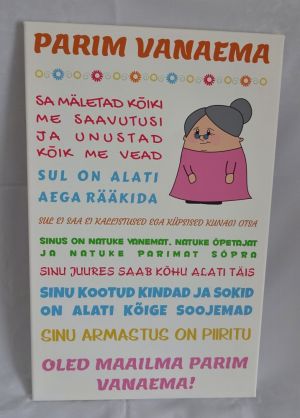 PARIM VANAEMA
SA MÄLETAD KÕIKI
ME SAAVUTUSI
JA UNUSTAD
KÕIK ME VEAD
SUL ON ALATI
AEGA RÄÄKIDA
SUL EI SAA EI KALLISTUSED EGA KÜPSISED KUNAGI OTSA
SINUS ON NATUKE VANEMAT, NATUKE ÕPETAJAT
JA NATUKE PARIMAT SÕPRA
SINU JUURES SAAB KÕHU ALATI TÄIS
SINU KOOTUD KINDAD JA SOKID
ON ALATI KÕIGE SOOJEMAD
SINU ARMASTUS ON PIIRITU
OLED MAAILMA PARIM
VANAEMA!